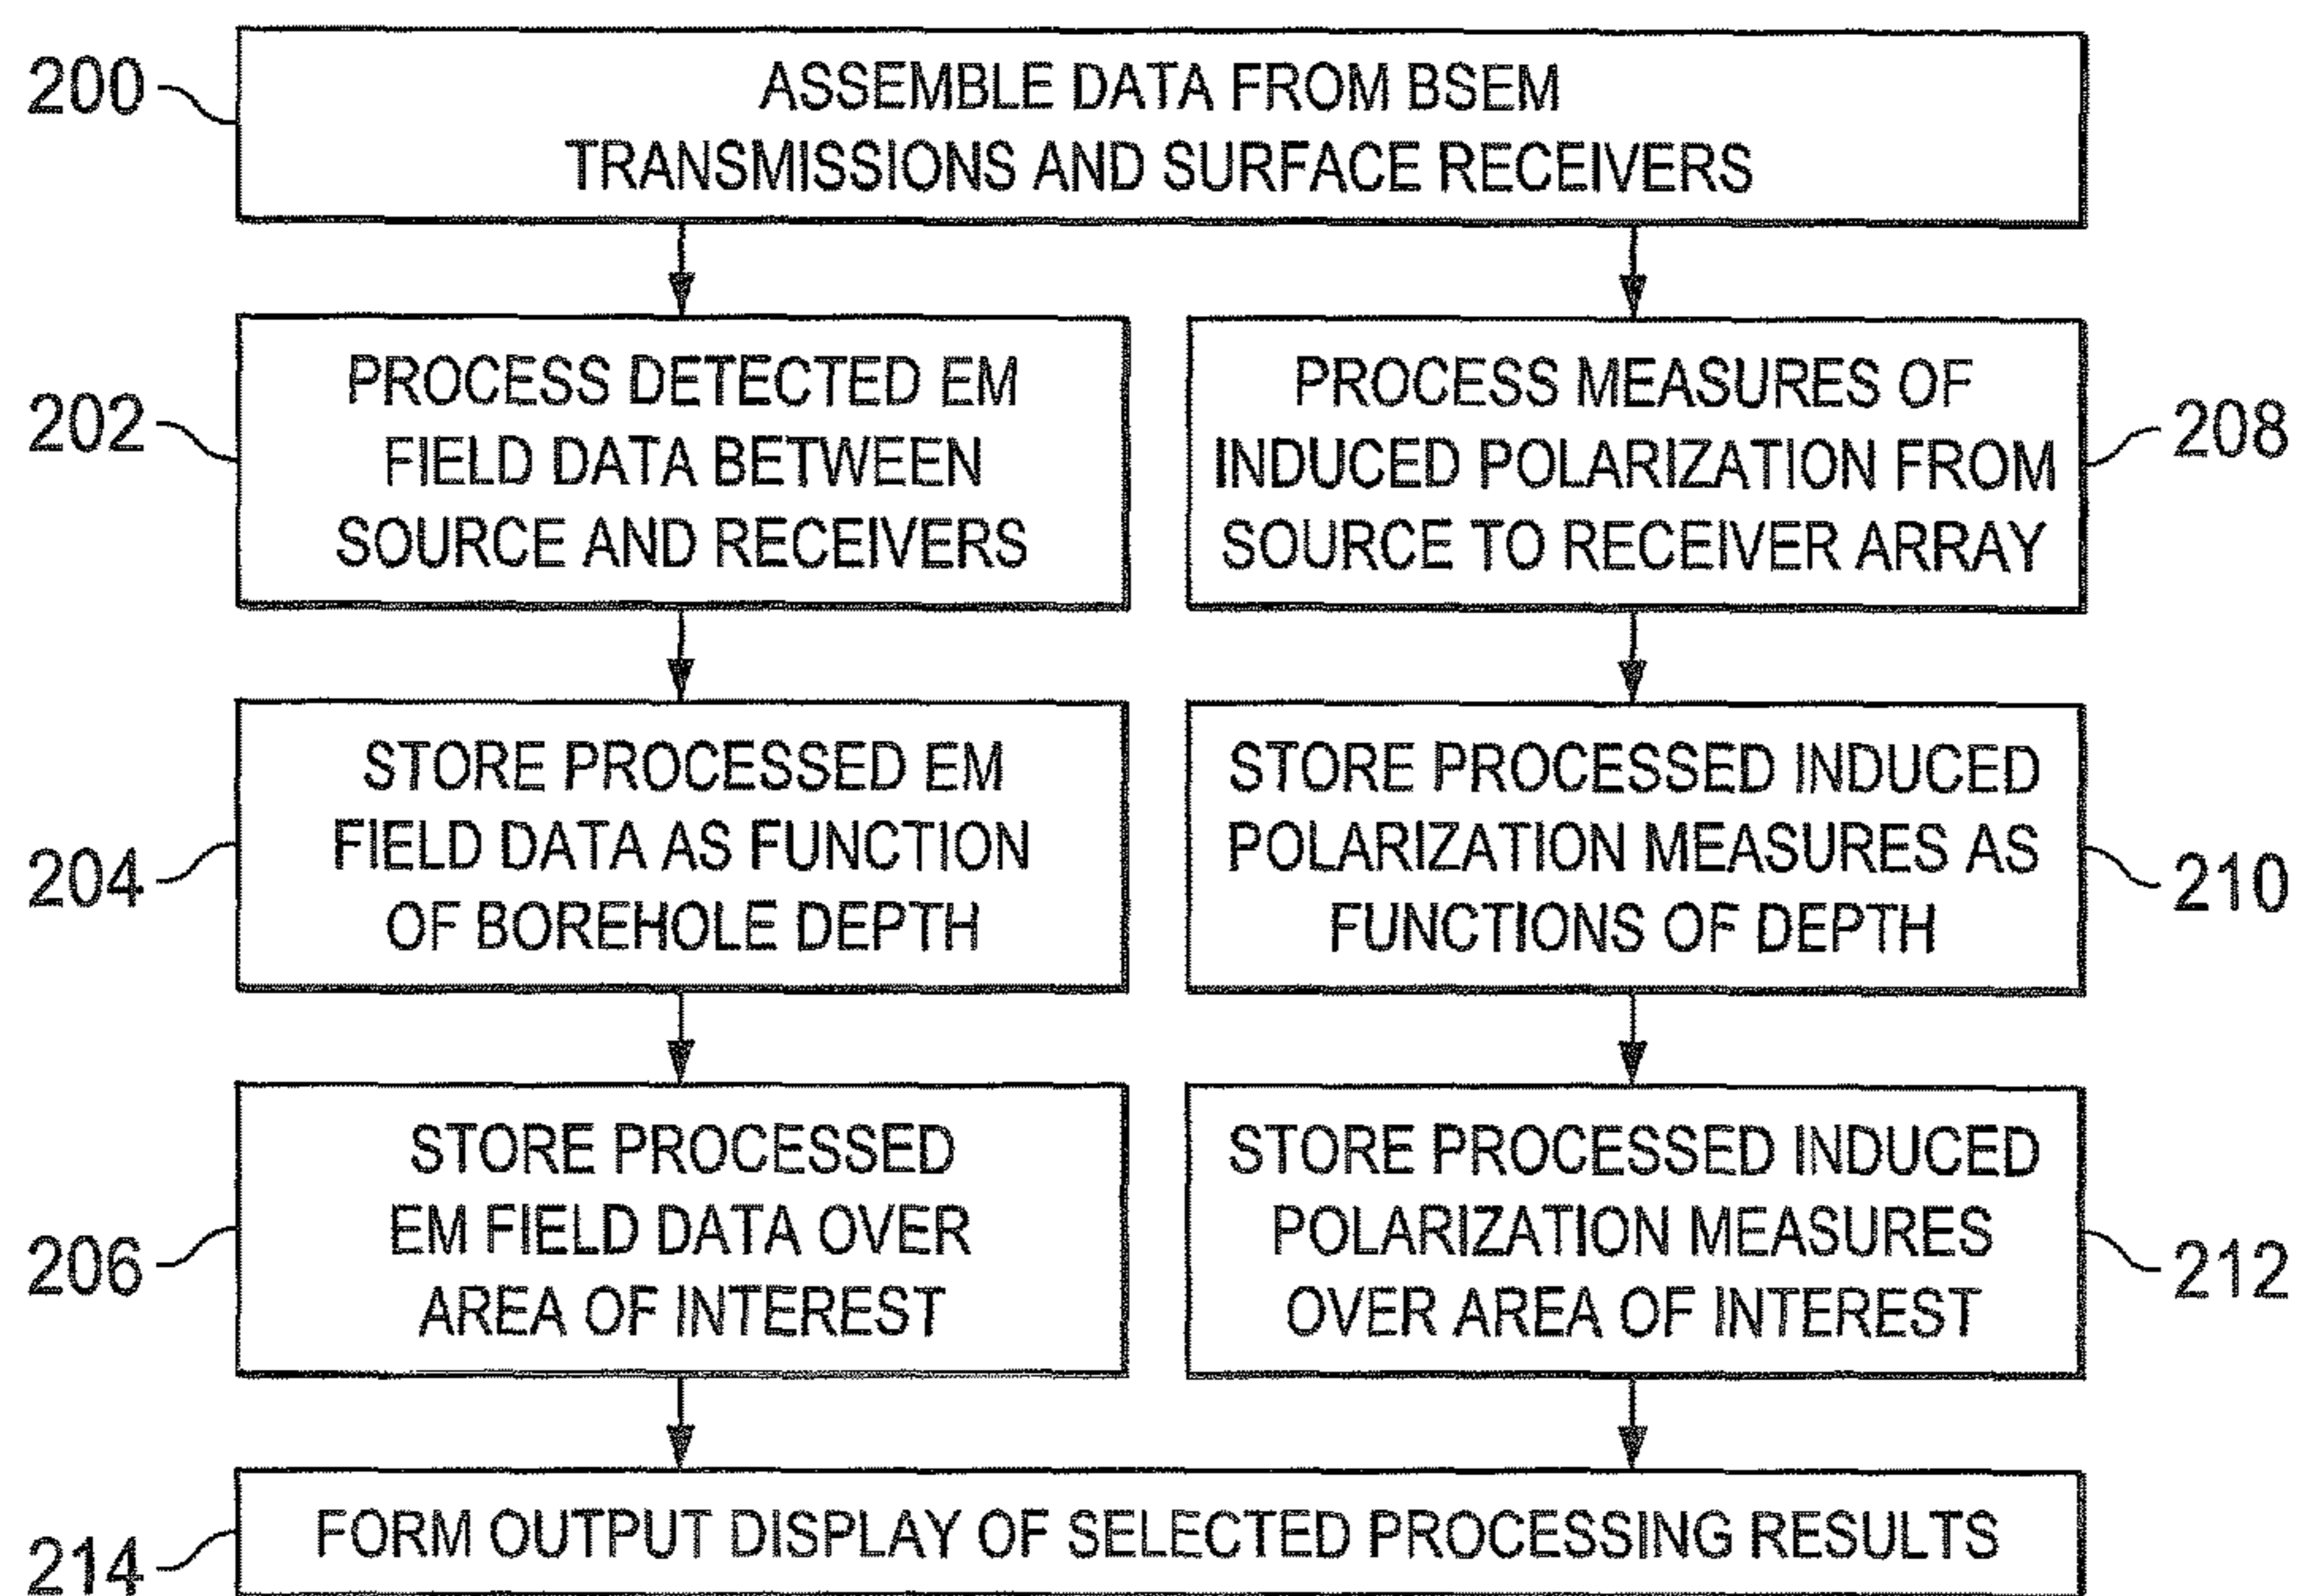 200
ASSEMBLE DATA FROM BSEM
TRANSMISSIONS AND SURFACE RECEIVERS
202
PROCESS DETECTED EM
FIELD DATA BETWEEN
SOURCE AND RECEIVERS
PROCESS MEASURES OF
INDUCED POLARIZATION FROM
SOURCE TO RECEIVER ARRAY
208
204
STORE PROCESSED EM
FIELD DATA AS FUNCTION
OF BOREHOLE DEPTH
STORE PROCESSED INDUCED
POLARIZATION MEASURES AS
FUNCTIONS OF DEPTH
210
206
STORE PROCESSED
EM FIELD DATA OVER
AREA OF INTEREST
STORE PROCESSED INDUCED
POLARIZATION MEASURES
OVER AREA OF INTEREST
212
214
FORM OUTPUT DISPLAY OF SELECTED PROCESSING RESULTS